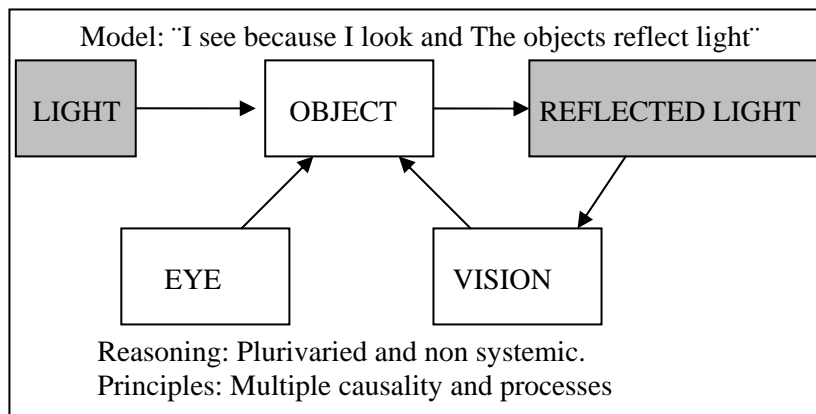 Model: ¨I see because I look and The objects reflect light¨
LIGHT
OBJECT
REFLECTED LIGHT
EYE
VISION
Reasoning: Plurivaried and non systemic.
Principles: Multiple causality and processes